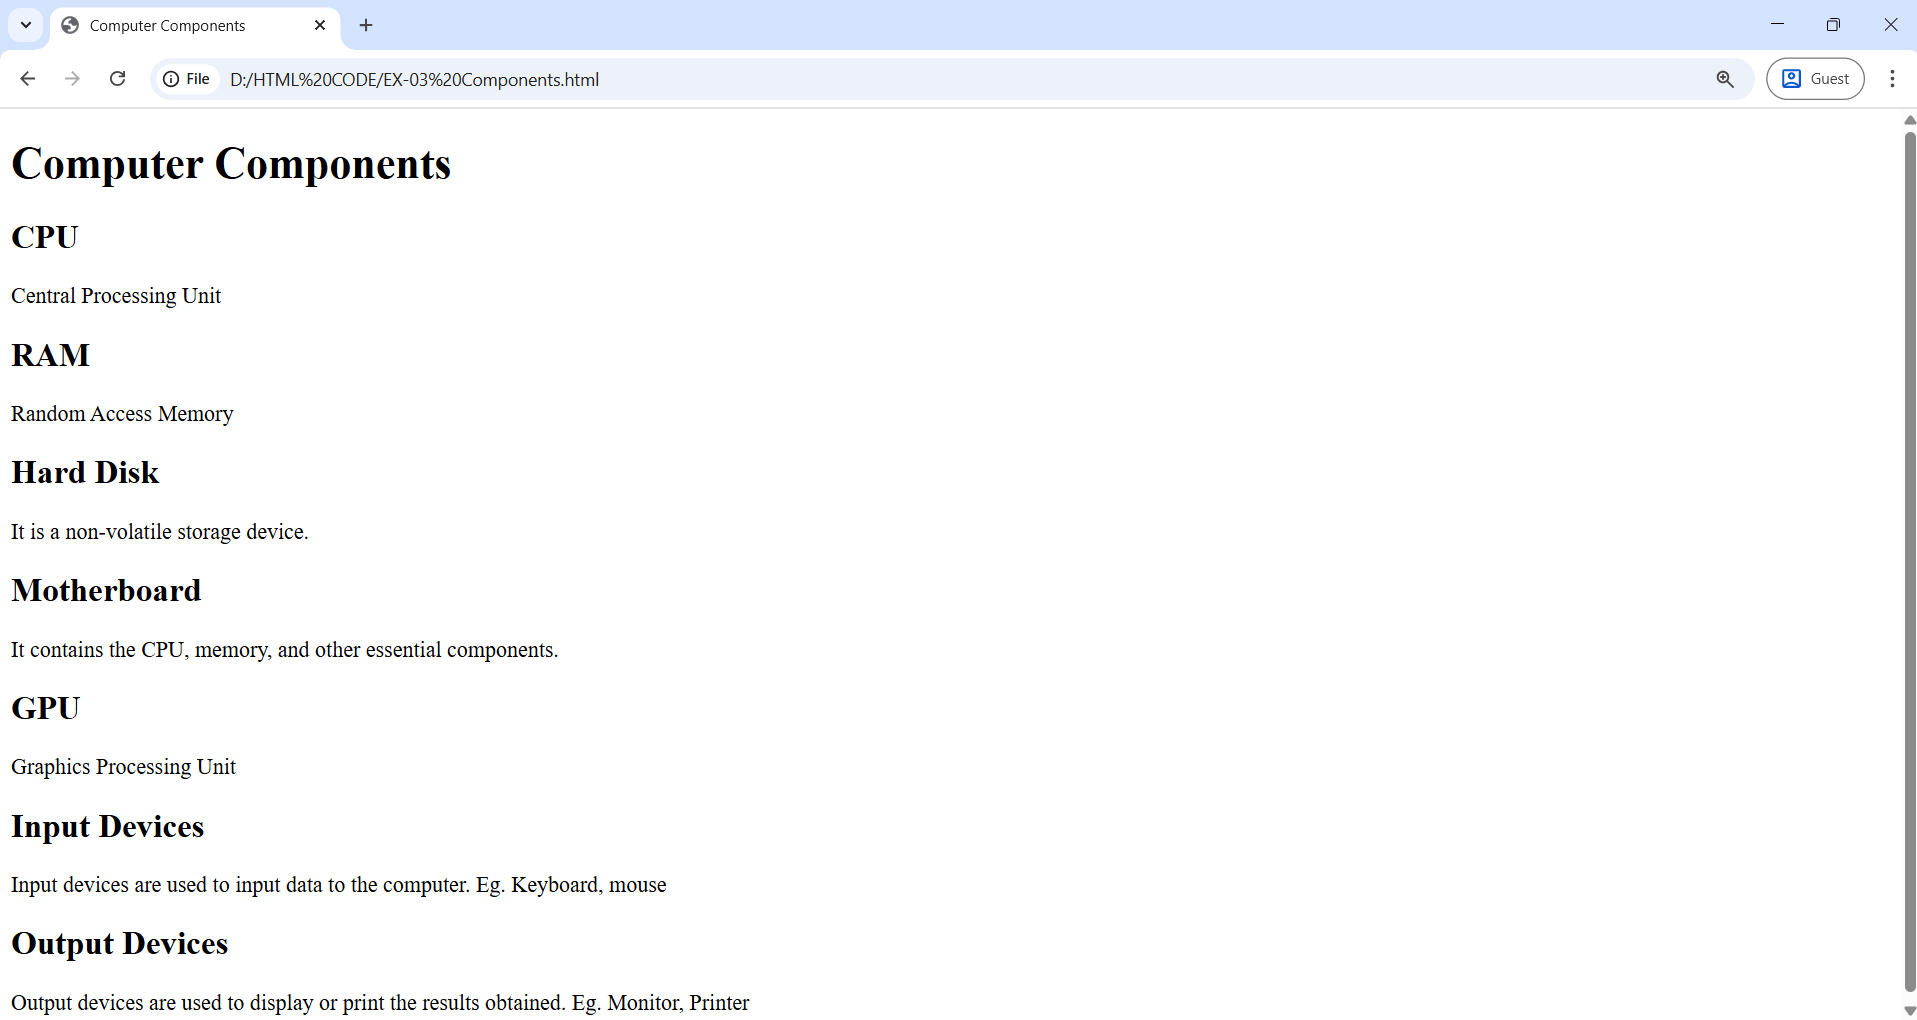 Computer Components
File D:/HTML%20CODE/EX-03%20Components.html Guest
Computer Components
CPU
Central Processing Unit
RAM
Random Access Memory
Hard Disk
It is a non-volatile storage device.
Motherboard
It contains the CPU, memory, and other essential components.
GPU
Graphics Processing Unit
Input Devices
Input devices are used to input data to the computer. Eg. Keyboard, mouse
Output Devices
Output devices are used to display or print the results obtained. Eg. Monitor, Printer